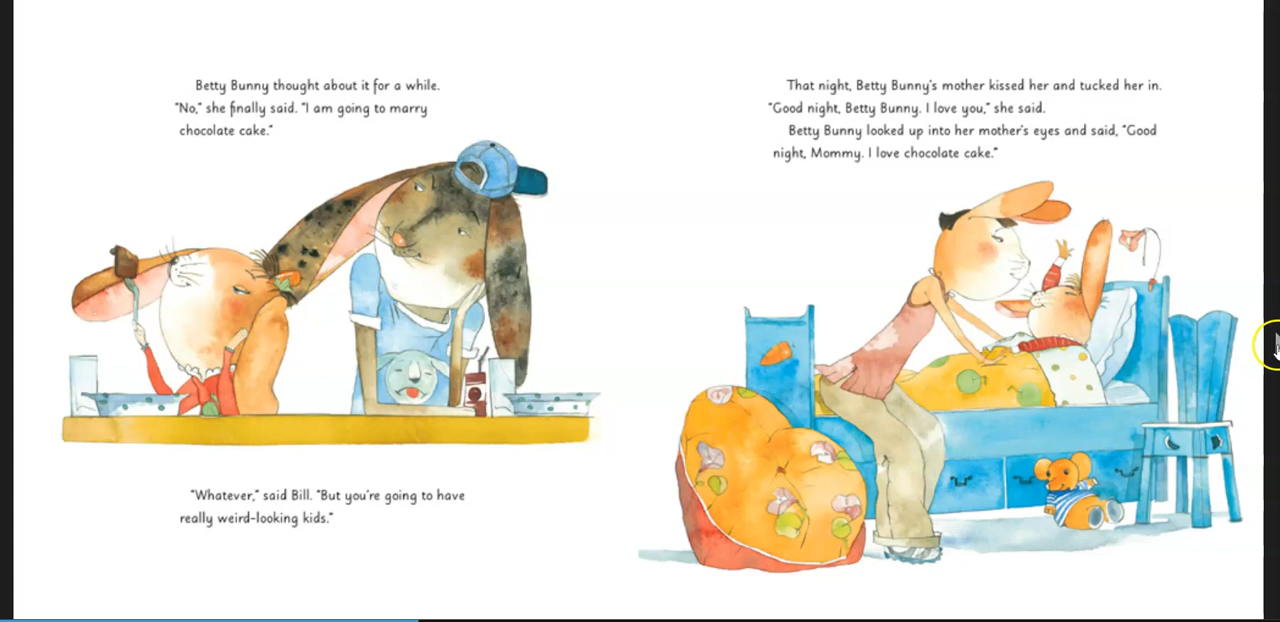 Betty Bunny thought about it for a while.
"No," she finally said. "I am going to marry
chocolate cake."
"Whatever," said Bill. "But you're going to have
really weird-looking kids."
That night, Betty Bunny's mother kissed her and tucked her in.
"Good night, Betty Bunny. I love you," she said.
Betty Bunny looked up into her mother's eyes and said, "Good
night, Mommy. I love chocolate cake."